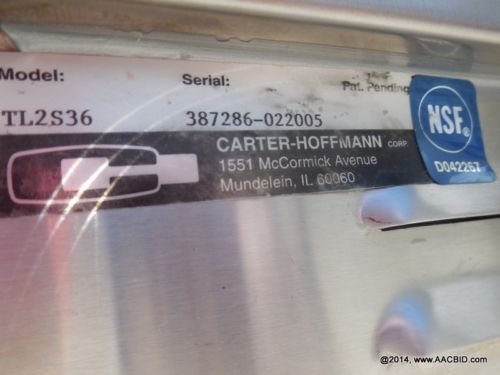 Model: Serial: Pat. Pending
TL2S36 387286-022005
NSF®
D042267
CARTER-HOFFMANN CORP.
1551 McCormick Avenue
Mundelein, IL 60060
@2014, www.AACBID.com